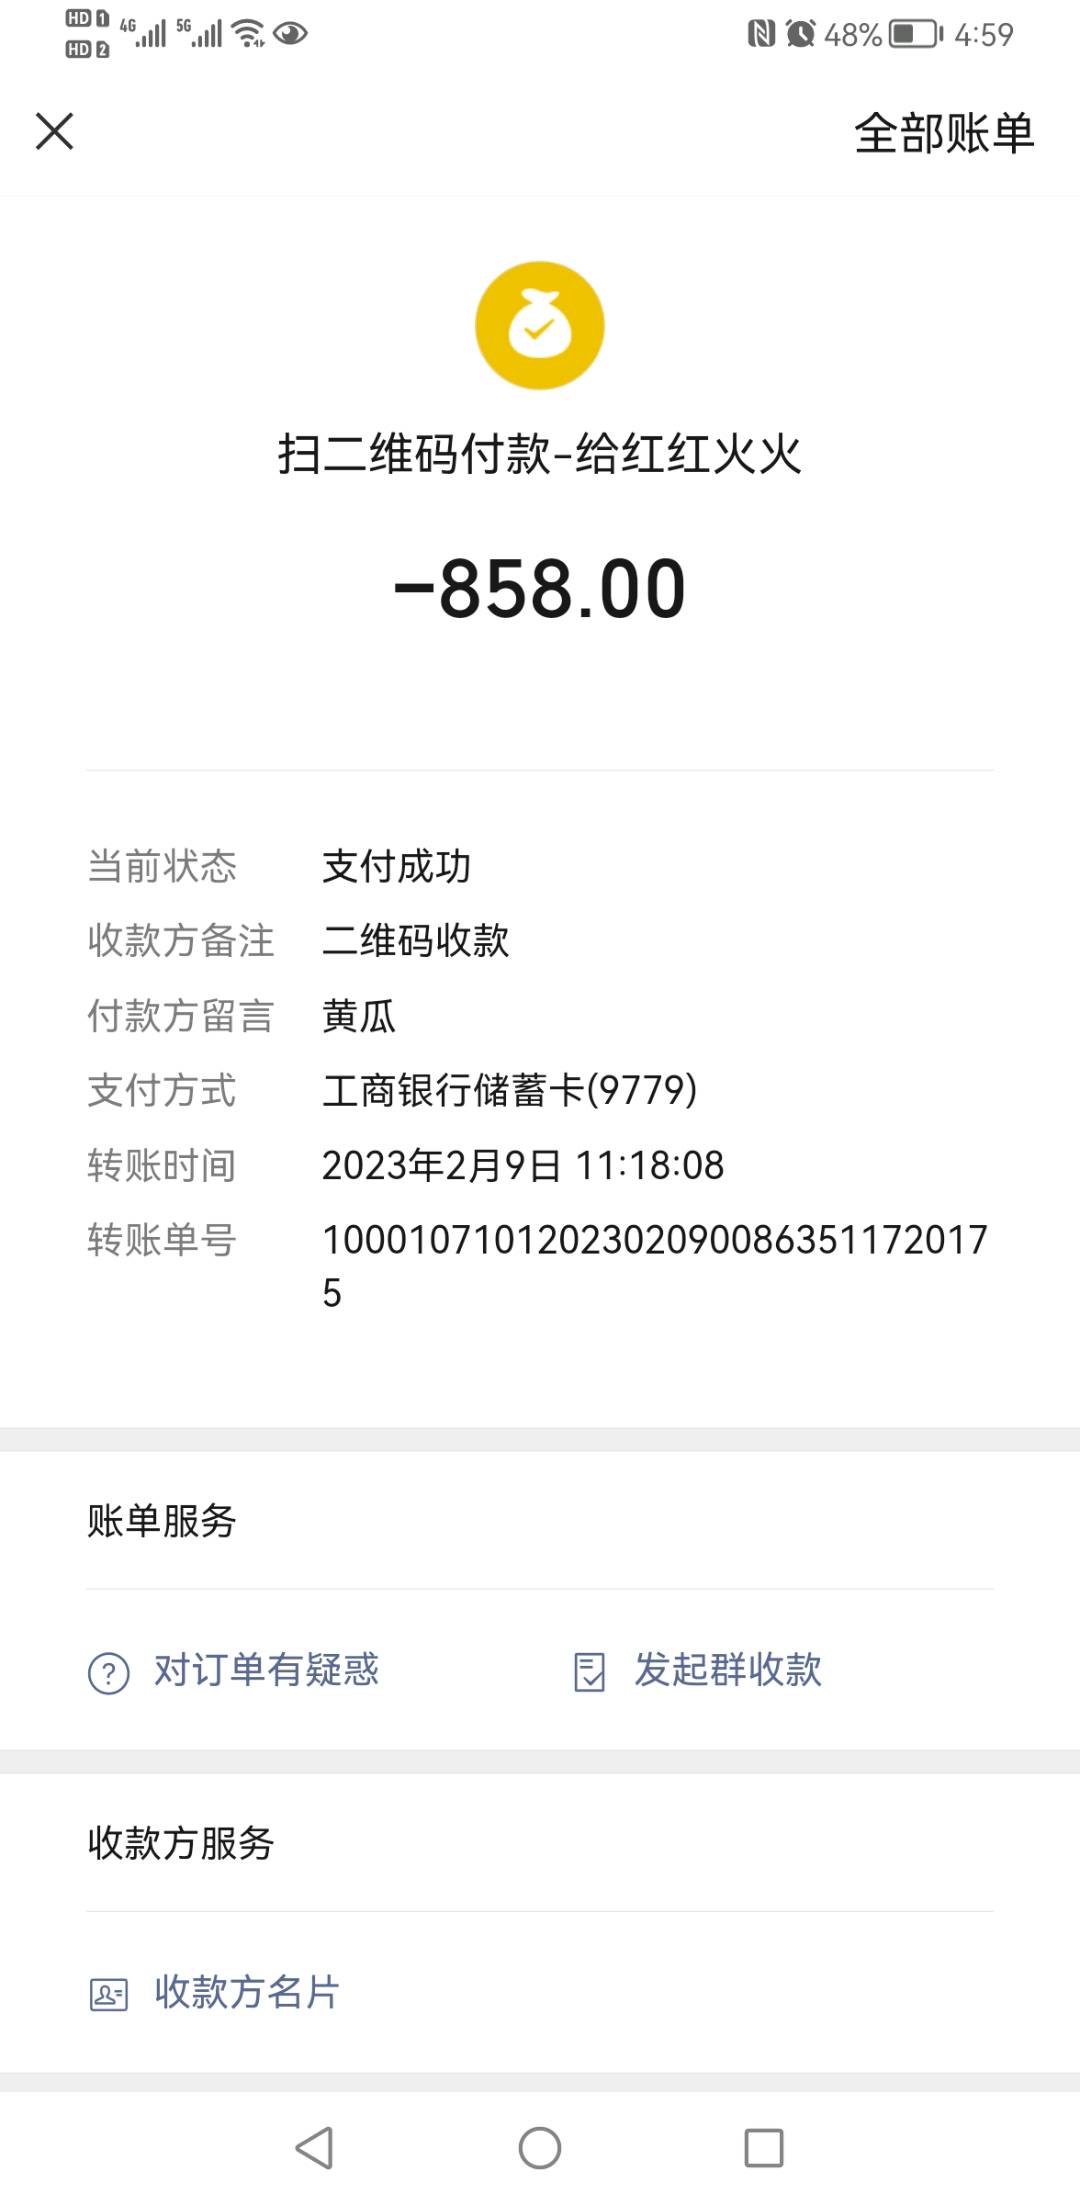 HD 1 4G 5G 48% 4:59
HD 2
全部账单
扫二维码付款-给红红火火
-858.00
当前状态 支付成功
收款方备注 二维码收款
付款方留言 黄瓜
支付方式 工商银行储蓄卡(9779)
转账时间 2023年2月9日 11:18:08
转账单号 1000107101202302090086351172017
5
账单服务
? 对订单有疑惑 发起群收款
收款方服务
收款方名片